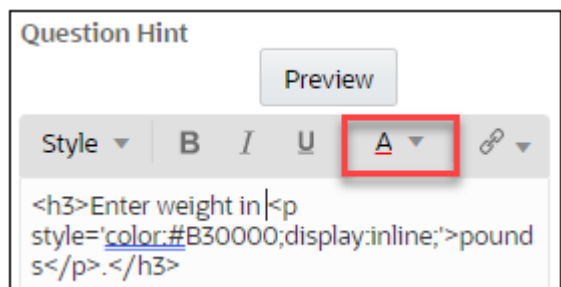 Question Hint
Preview
Style B I U A
<h3>Enter weight in <p
style='color:#B30000;display:inline;'>pound
s</p>.</h3>